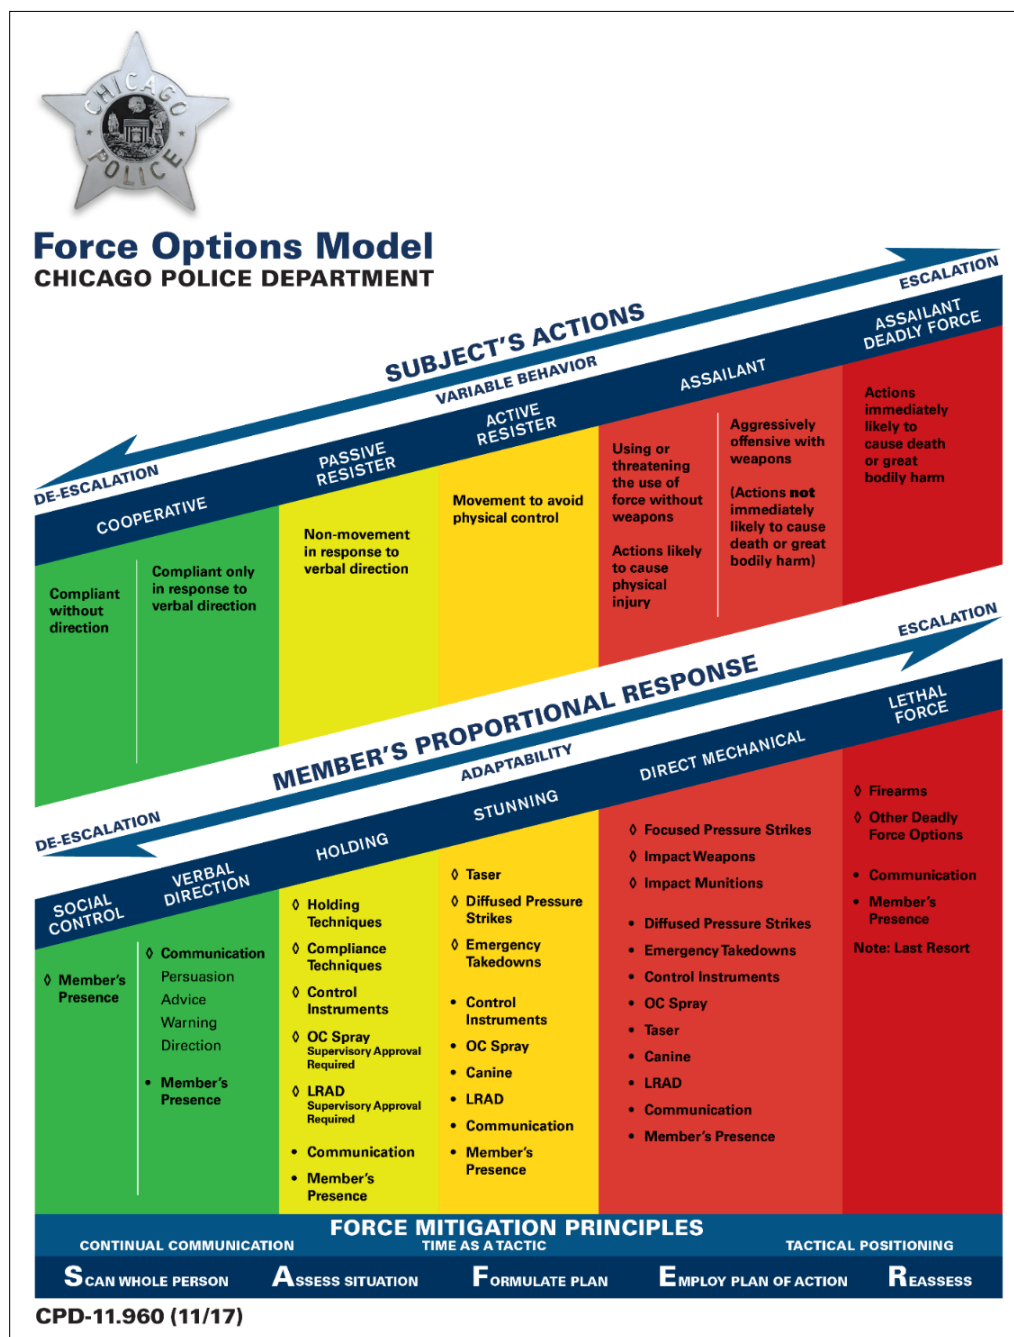 CHICAGO
POLICE
Force Options Model
CHICAGO POLICE DEPARTMENT
SUBJECT'S ACTIONS
VARIABLE BEHAVIOR
DE-ESCALATION
ESCALATION
COOPERATIVE
PASSIVE
RESISTER
ACTIVE
RESISTER
ASSAILANT
ASSAILANT
DEADLY FORCE
Compliant
without
direction
Compliant only
in response to
verbal direction
Non-movement
in response to
verbal direction
Movement to avoid
physical control
Using or
threatening
the use of
force without
weapons
Actions likely
to cause
physical
injury
Aggressively
offensive with
weapons
(Actions not
immediately
likely to cause
death or great
bodily harm)
Actions
immediately
likely to
cause death
or great
bodily harm
MEMBER'S PROPORTIONAL RESPONSE
ADAPTABILITY
DE-ESCALATION
ESCALATION
SOCIAL
CONTROL
VERBAL
DIRECTION
HOLDING
STUNNING
DIRECT MECHANICAL
LETHAL
FORCE
◊ Member's
Presence
◊ Communication
Persuasion
Advice
Warning
Direction
• Member's
Presence
◊ Holding
Techniques
◊ Compliance
Techniques
◊ Control
Instruments
◊ OC Spray
Supervisory Approval
Required
◊ LRAD
Supervisory Approval
Required
• Communication
• Member's
Presence
◊ Taser
◊ Diffused Pressure
Strikes
◊ Emergency
Takedowns
• Control
Instruments
• OC Spray
• Canine
• LRAD
• Communication
• Member's
Presence
◊ Focused Pressure Strikes
◊ Impact Weapons
◊ Impact Munitions
• Diffused Pressure Strikes
• Emergency Takedowns
• Control Instruments
• OC Spray
• Taser
• Canine
• LRAD
• Communication
• Member's Presence
◊ Firearms
◊ Other Deadly
Force Options
• Communication
• Member's
Presence
Note: Last Resort
FORCE MITIGATION PRINCIPLES
CONTINUAL COMMUNICATION TIME AS A TACTIC TACTICAL POSITIONING
SCAN WHOLE PERSON ASSESS SITUATION FORMULATE PLAN EMPLOY PLAN OF ACTION REASSESS
CPD-11.960 (11/17)